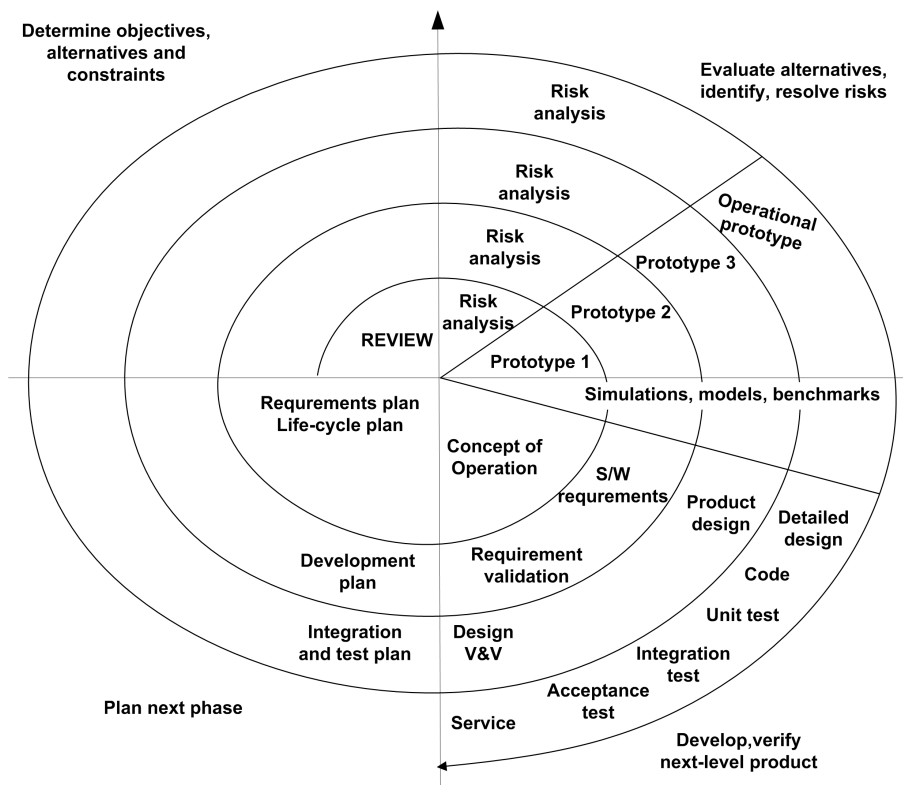 Determine objectives,
alternatives and
constraints
Evaluate alternatives,
identify, resolve risks
Risk
analysis
Risk
analysis
Operational
prototype
Risk
analysis
Prototype 3
Risk
analysis
Prototype 2
REVIEW
Prototype 1
Simulations, models, benchmarks
Requrements plan
Life-cycle plan
Concept of
Operation
S/W
requrements
Product
design
Detailed
design
Development
plan
Requirement
validation
Code
Unit test
Integration
and test plan
Design
V&V
Integration
test
Acceptance
test
Plan next phase
Service
Develop,verify
next-level product